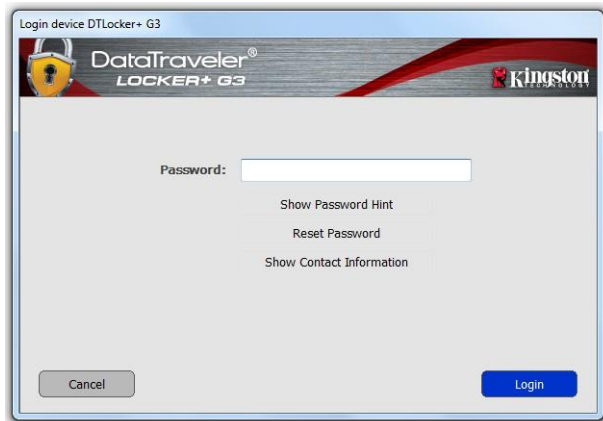 Login device DTLocker+ G3
DataTraveler®
LOCKER+ G3
Kingston
TECHNOLOGY
Password:
Show Password Hint
Reset Password
Show Contact Information
Cancel
Login